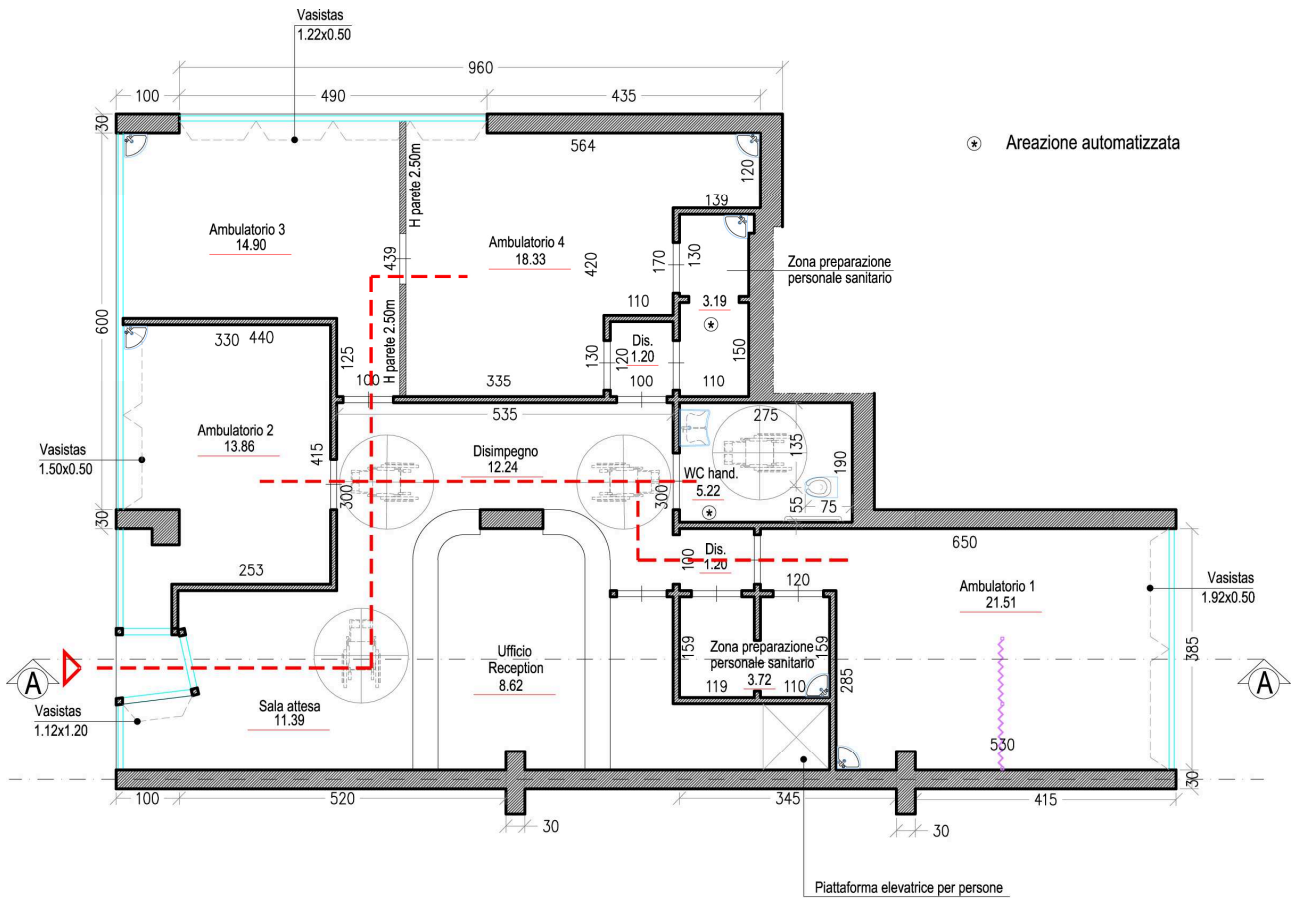 Vasistas
1.22x0.50
960
100
490
435
30
564
Areazione automatizzata
H parete 2.50m
120
139
Ambulatorio 3
14.90
Ambulatorio 4
18.33
439
420
170
130
Zona preparazione
personale sanitario
3.19
110
600
330
440
125
H parete 2.50m
130
120
Dis.
1.20
150
100
335
100
110
535
275
Ambulatorio 2
13.86
415
Disimpegno
12.24
135
190
Vasistas
1.50x0.50
WC hand.
5.22
300
300
55
75
30
650
100
Dis.
1.20
253
120
Ambulatorio 1
21.51
Vasistas
1.92x0.50
Ufficio
Reception
8.62
159
Zona preparazione
personale sanitario
3.72
159
385
119
110
285
A
A
Vasistas
1.12x1.20
Sala attesa
11.39
530
30
100
520
345
415
30
30
Piattaforma elevatrice per persone